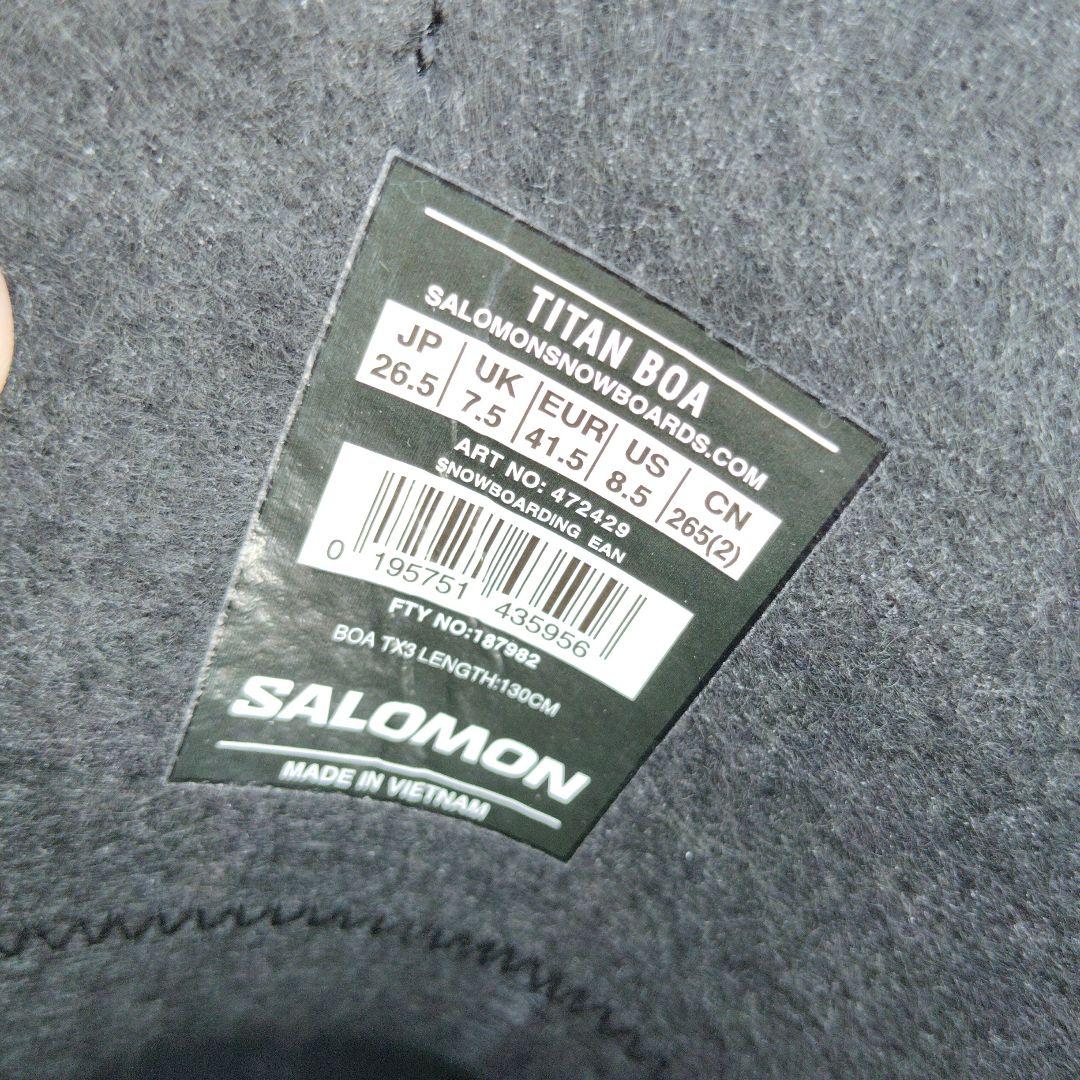 TITAN BOA
SALOMONSNOWBOARDS.COM
JP UK EUR US CN
26.5 7.5 41.5 8.5 265(2)
ART NO: 472429
SNOWBOARDING EAN
0 195751 435956
FTY NO:187982
BOA TX3 LENGTH:130CM
SALOMON
MADE IN VIETNAM